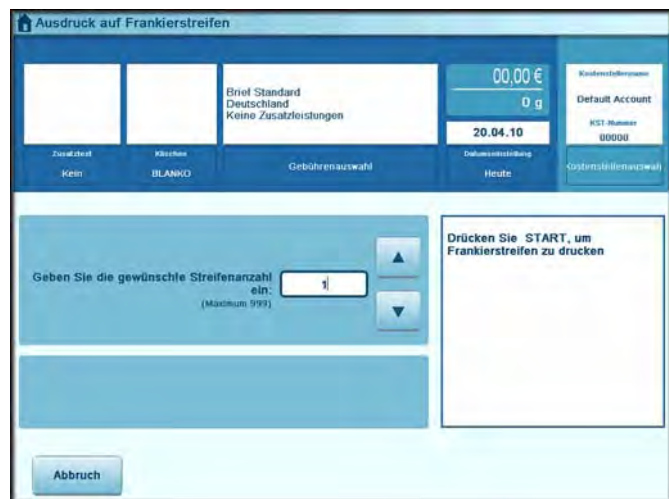 Ausdruck auf Frankierstreifen
Brief Standard
Deutschland
Keine Zusatzleistungen
00,00 €
0 g
20.04.10
Kostenstellenname
Default Account
KST-Nummer
00000
Zusatztext
Kein
Klischee
BLANKO
Gebührenauswahl
Datumseinstellung
Heute
Kostenstellenauswahl
Geben Sie die gewünschte Streifenanzahl
ein:
(Maximum 999)
1
Drücken Sie START, um
Frankierstreifen zu drucken
Abbruch